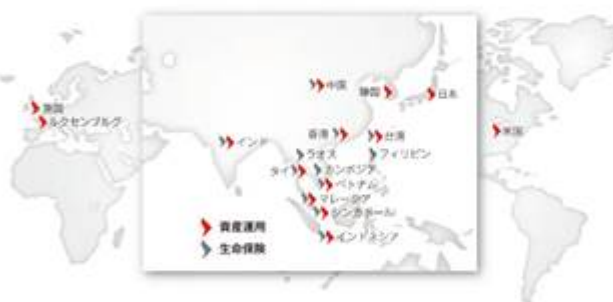 中国
韓国
日本
英国
ルクセンブルグ
香港
台湾
米国
インド
ラオス
フィリピン
タイ
カンボジア
ベトナム
マレーシア
シンガポール
資産運用
インドネシア
生命保険